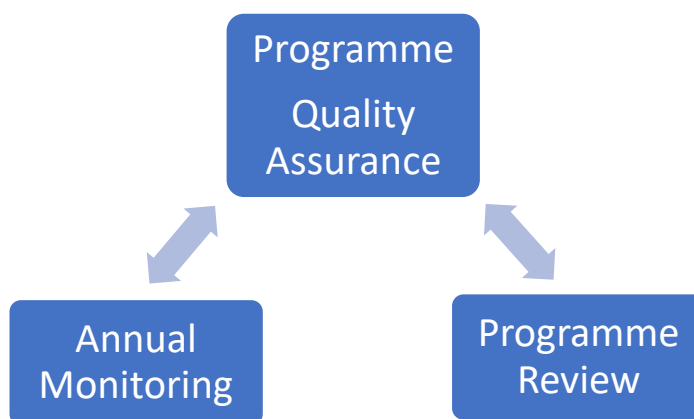 Programme
Quality
Assurance
Annual
Monitoring
Programme
Review